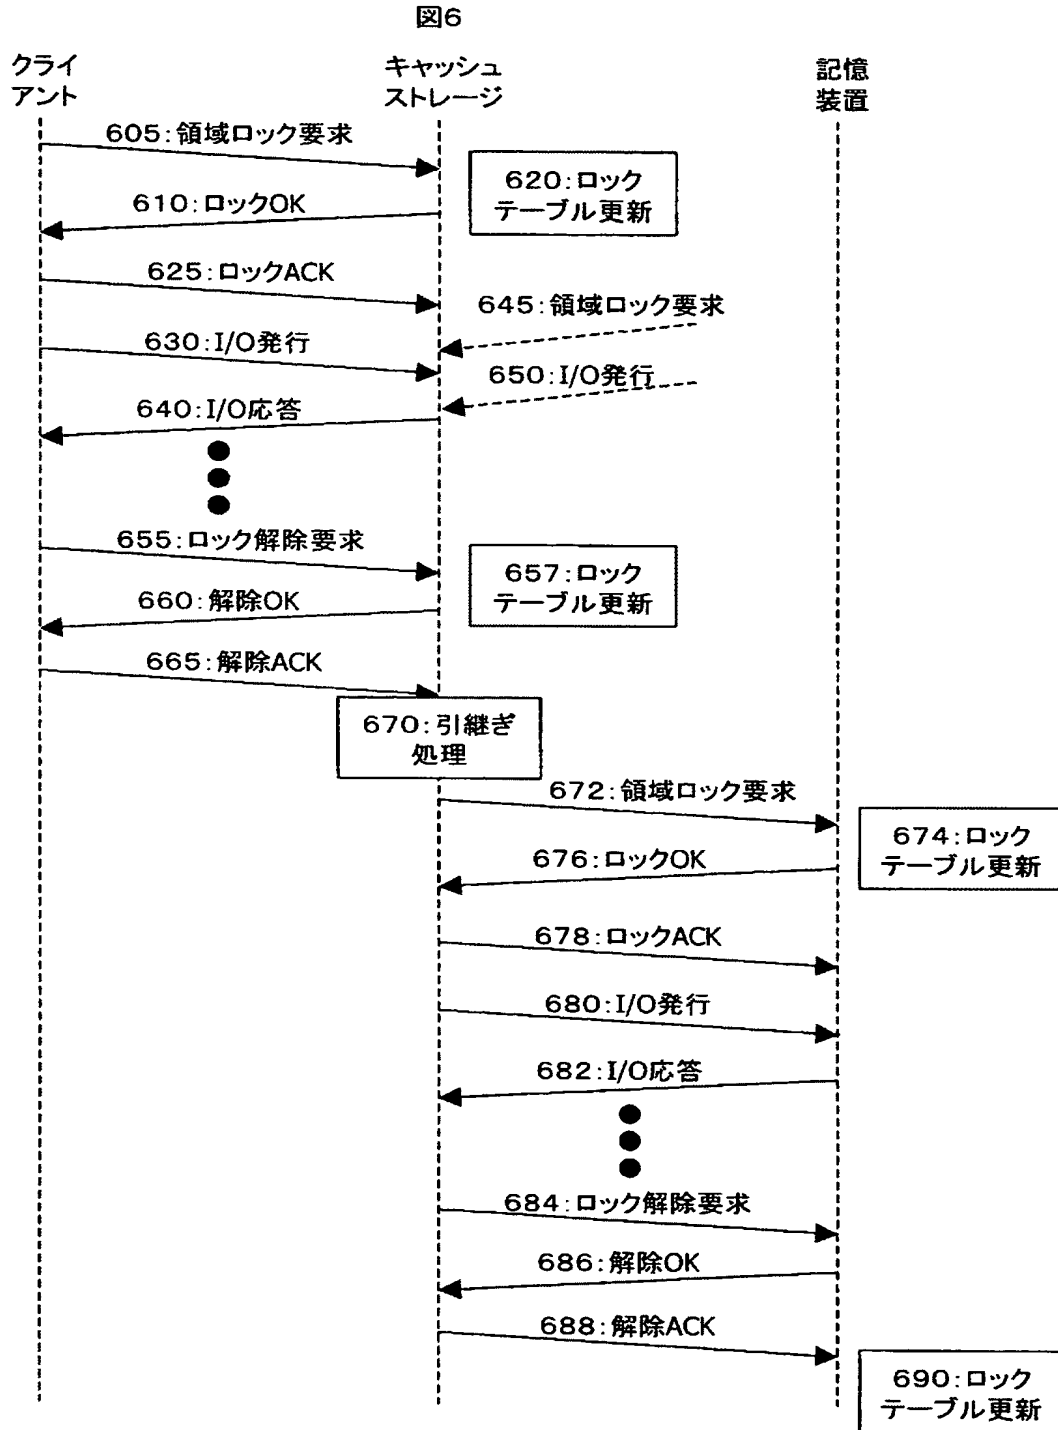 図6
クライ
アント
キャッシュ
ストレージ
記憶
装置
605:領域ロック要求
620:ロック
テーブル更新
610:ロックOK
625:ロックACK
645:領域ロック要求
630:I/O発行
650:I/O発行
640:I/O応答
655:ロック解除要求
657:ロック
テーブル更新
660:解除OK
665:解除ACK
670:引継ぎ
処理
672:領域ロック要求
674:ロック
テーブル更新
676:ロックOK
678:ロックACK
680:I/O発行
682:I/O応答
684:ロック解除要求
686:解除OK
688:解除ACK
690:ロック
テーブル更新